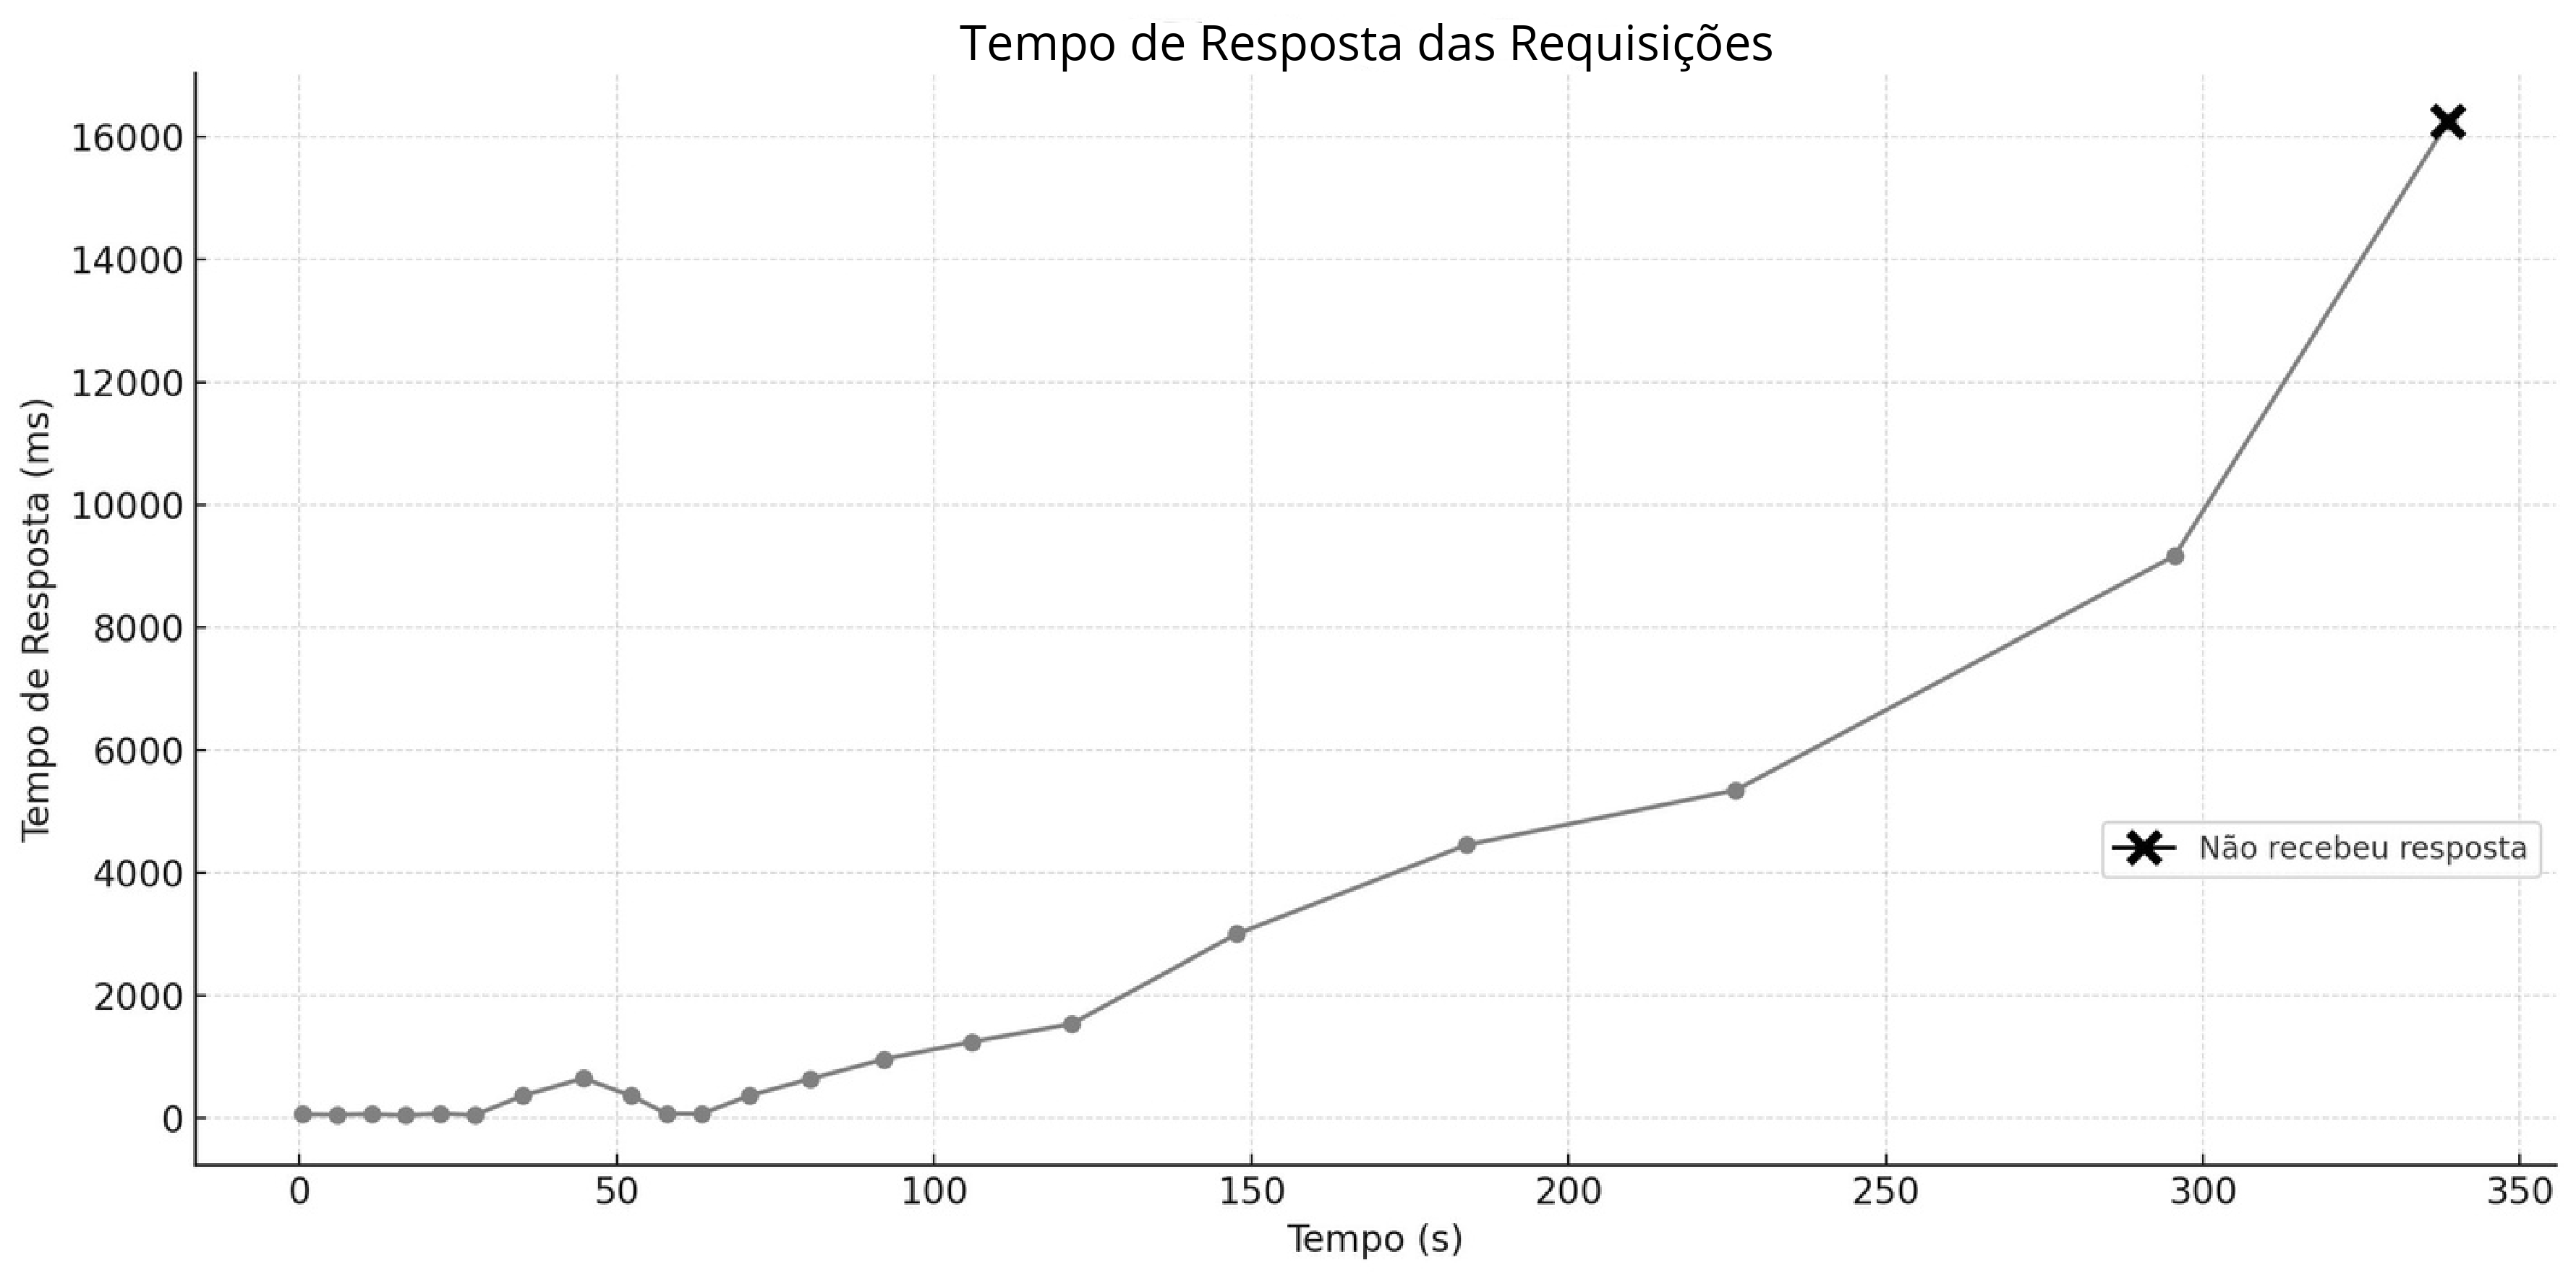 Tempo de Resposta das Requisições
Tempo de Resposta (ms)
16000
14000
12000
10000
8000
6000
4000
2000
0
Não recebeu resposta
0 50 100 150 200 250 300 350
Tempo (s)